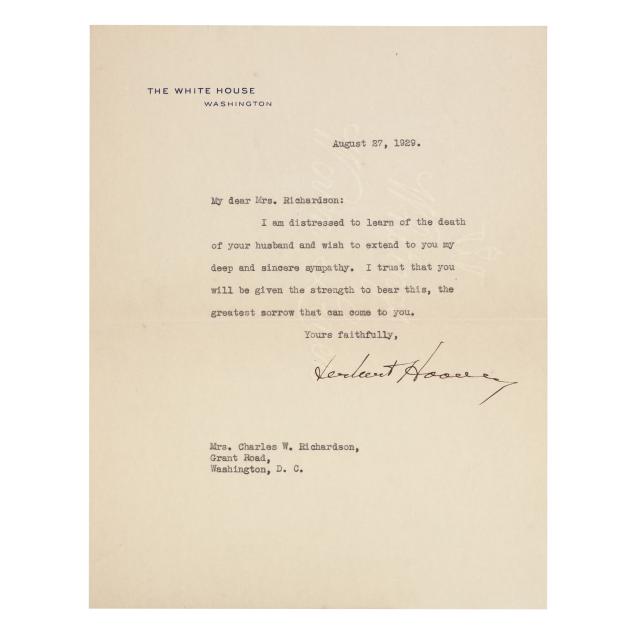 THE WHITE HOUSE
WASHINGTON
August 27, 1929.
My dear Mrs. Richardson:
I am distressed to learn of the death
of your husband and wish to extend to you my
deep and sincere sympathy. I trust that you
will be given the strength to bear this, the
greatest sorrow that can come to you.
Yours faithfully,
Herbert Hoover
Mrs. Charles W. Richardson,
Grant Road,
Washington, D. C.